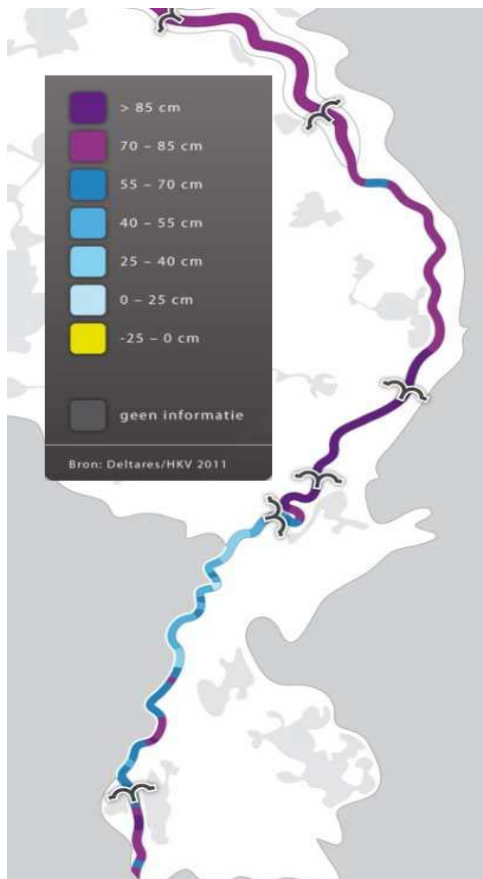 > 85 cm
70 – 85 cm
55 – 70 cm
40 – 55 cm
25 – 40 cm
0 – 25 cm
-25 – 0 cm
geen informatie
Bron: Deltares/HKV 2011